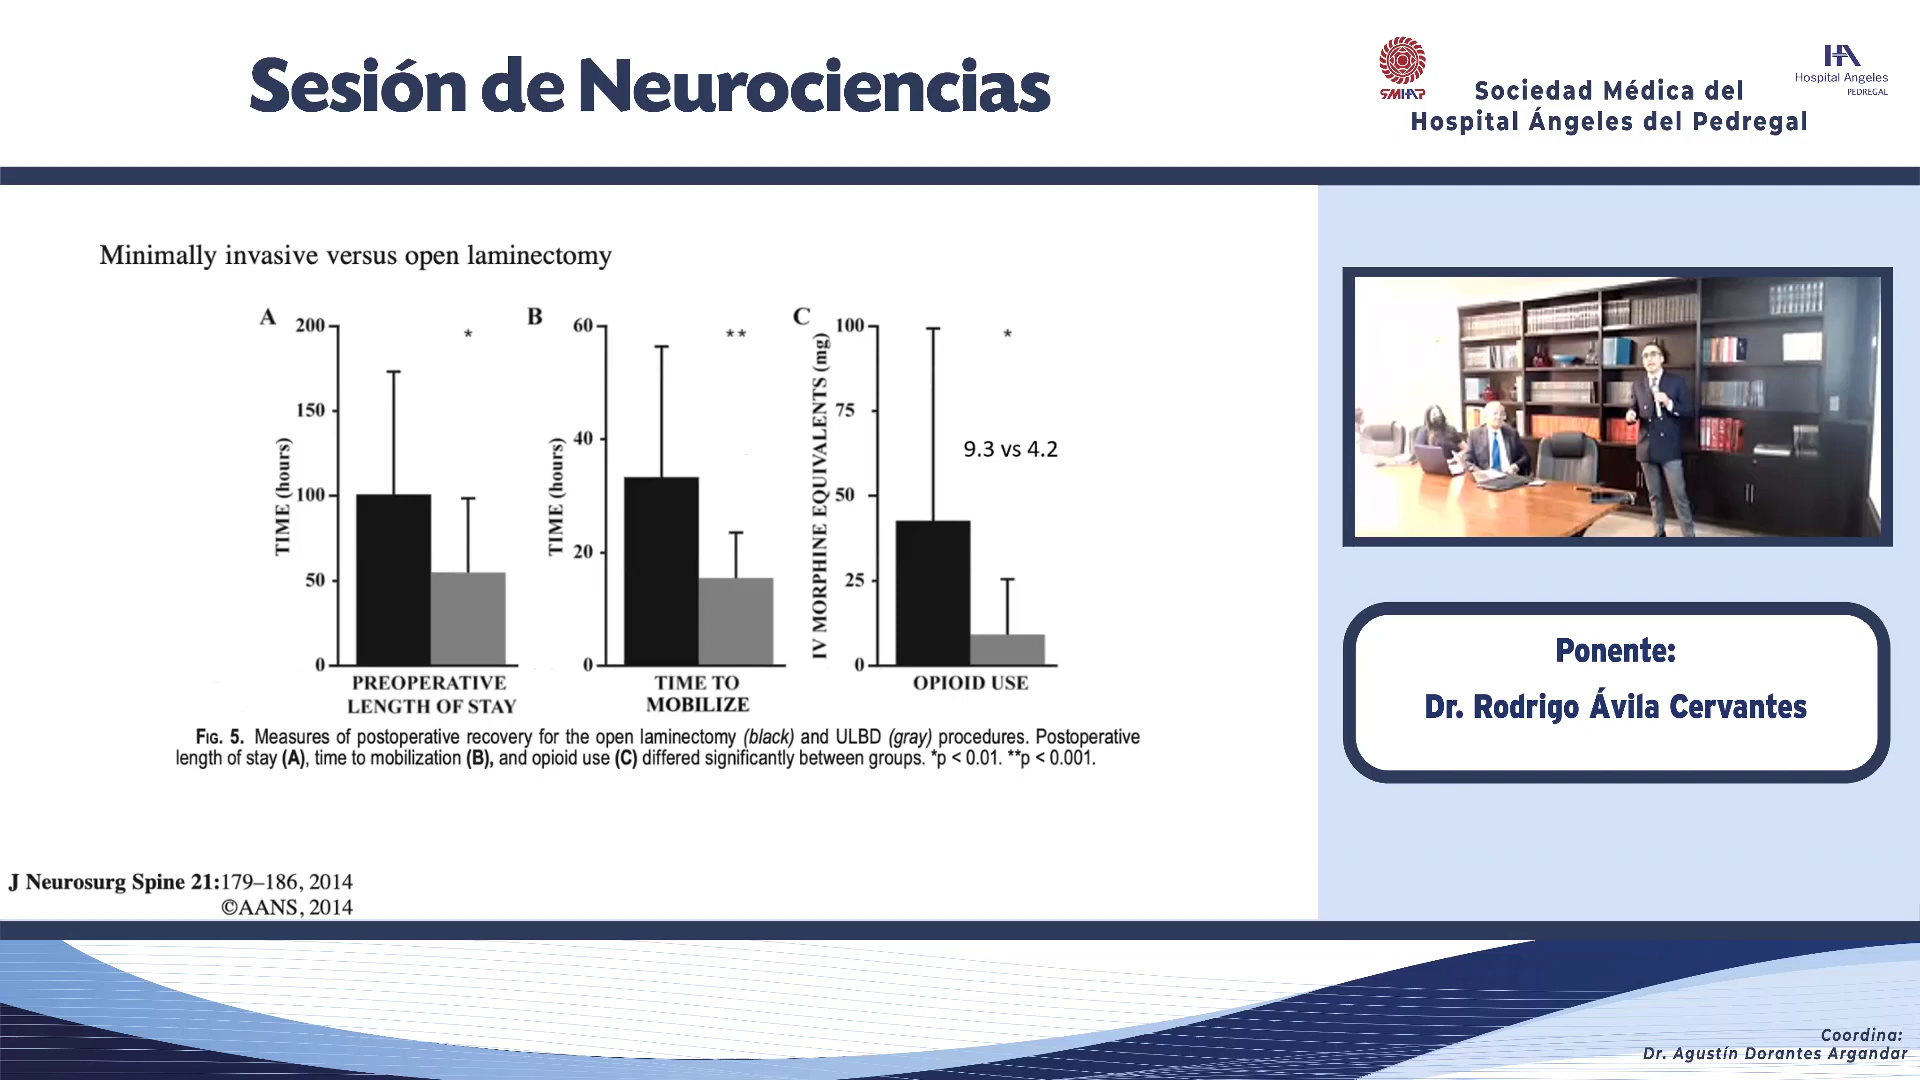 Sesión de Neurociencias
SMHAP
Sociedad Médica del
Hospital Ángeles del Pedregal
HA
Hospital Angeles
PEDREGAL
Minimally invasive versus open laminectomy
A
200
150
100
50
0
TIME (hours)
*
PREOPERATIVE
LENGTH OF STAY
B
60
40
20
0
TIME (hours)
**
TIME TO
MOBILIZE
C
100
75
50
25
0
IV MORPHINE EQUIVALENTS (mg)
*
9.3 vs 4.2
OPIOID USE
FIG. 5. Measures of postoperative recovery for the open laminectomy (black) and ULBD (gray) procedures. Postoperative
length of stay (A), time to mobilization (B), and opioid use (C) differed significantly between groups. *p < 0.01. **p < 0.001.
J Neurosurg Spine 21:179–186, 2014
©AANS, 2014
Ponente:
Dr. Rodrigo Ávila Cervantes
Coordina:
Dr. Agustín Dorantes Argandar